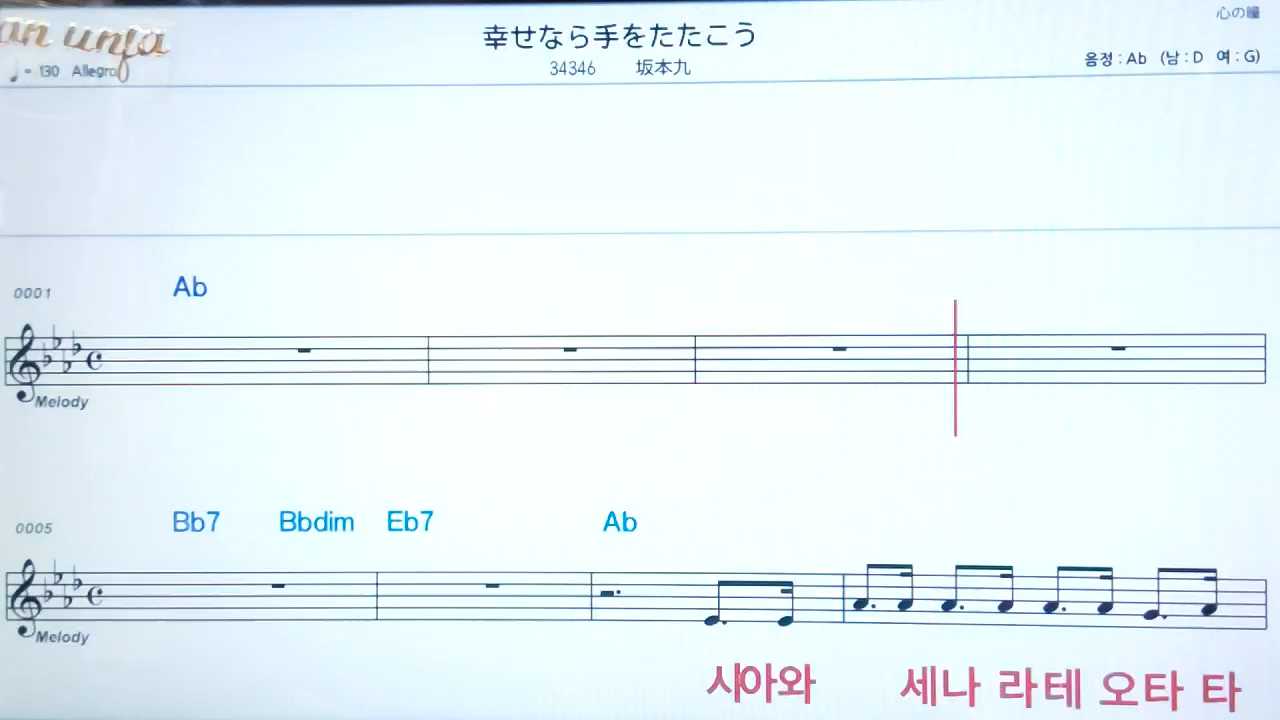 心の瞳
幸せなら手をたたこう
= 130 Allegro
34346 坂本九
음정 : Ab (남 : D 여 : G)
Ab
0001
Melody
Bb7 Bbdim Eb7 Ab
0005
Melody
시아와 세나 라테 오타 타